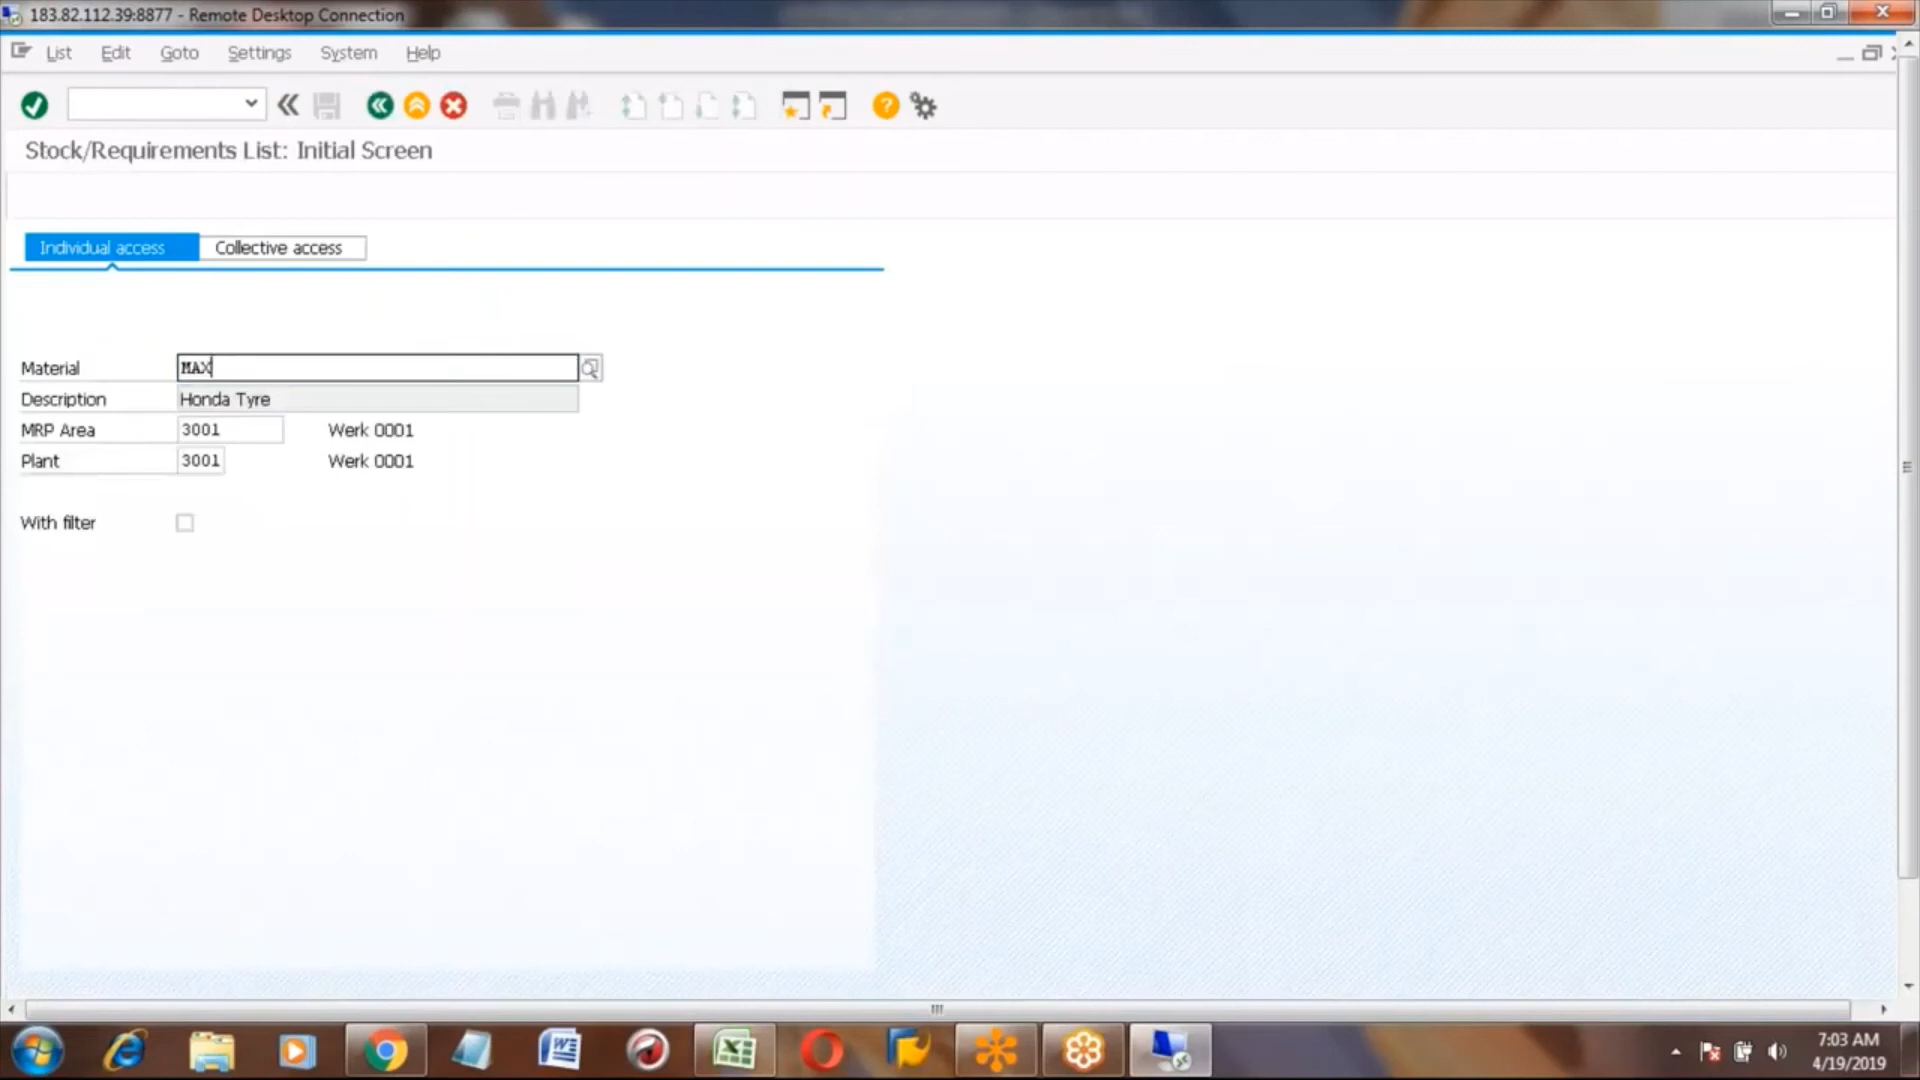 183.82.112.39:8877 - Remote Desktop Connection
List Edit Goto Settings System Help
Stock/Requirements List: Initial Screen
Individual access Collective access
Material MAX
Description Honda Tyre
MRP Area 3001 Werk 0001
Plant 3001 Werk 0001
With filter
7:03 AM
4/19/2019